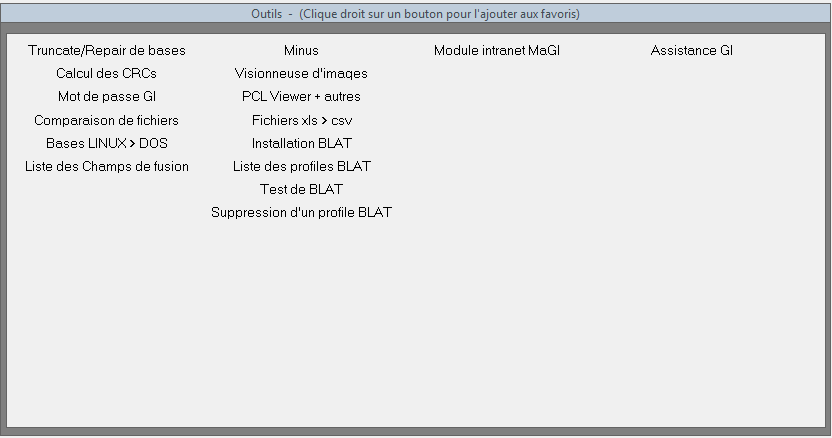 Outils - (Clique droit sur un bouton pour l'ajouter aux favoris)
Truncate/Repair de bases
Calcul des CRCs
Mot de passe GI
Comparaison de fichiers
Bases LINUX > DOS
Liste des Champs de fusion
Minus
Visionneuse d'images
PCL Viewer + autres
Fichiers xls > csv
Installation BLAT
Liste des profiles BLAT
Test de BLAT
Suppression d'un profile BLAT
Module intranet MaGI
Assistance GI